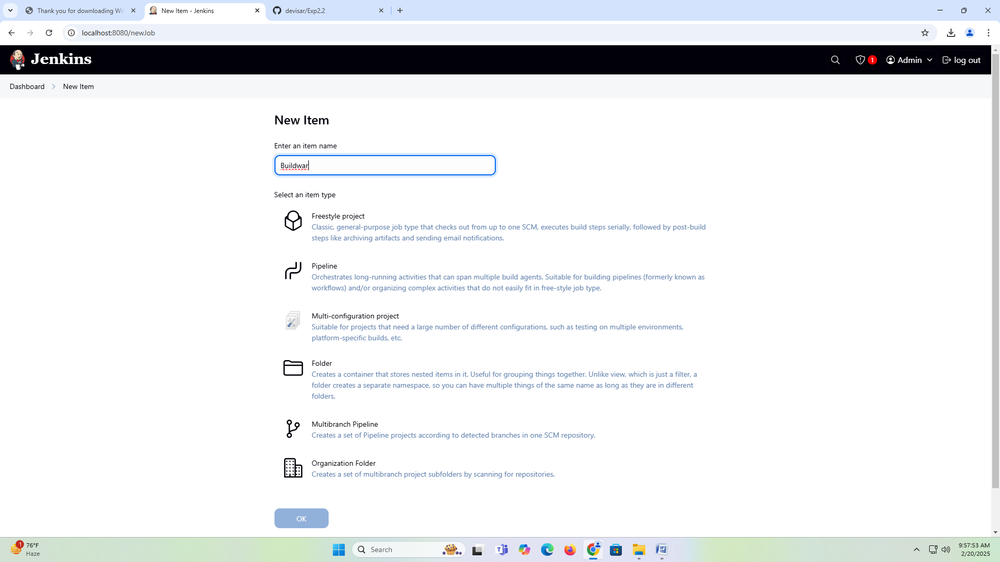 Thank you for downloading Win
New Item - Jenkins
devisar/Exp2.2
localhost:8080/newJob
Jenkins
1
Admin
log out
Dashboard
New Item
New Item
Enter an item name
Buildwar
Select an item type
Freestyle project
Classic, general-purpose job type that checks out from up to one SCM, executes build steps serially, followed by post-build
steps like archiving artifacts and sending email notifications.
Pipeline
Orchestrates long-running activities that can span multiple build agents. Suitable for building pipelines (formerly known as
workflows) and/or organizing complex activities that do not easily fit in free-style job type.
Multi-configuration project
Suitable for projects that need a large number of different configurations, such as testing on multiple environments,
platform-specific builds, etc.
Folder
Creates a container that stores nested items in it. Useful for grouping things together. Unlike view, which is just a filter, a
folder creates a separate namespace, so you can have multiple things of the same name as long as they are in different
folders.
Multibranch Pipeline
Creates a set of Pipeline projects according to detected branches in one SCM repository.
Organization Folder
Creates a set of multibranch project subfolders by scanning for repositories.
OK
1
76°F
Haze
Search
9:57:53 AM
2/20/2025